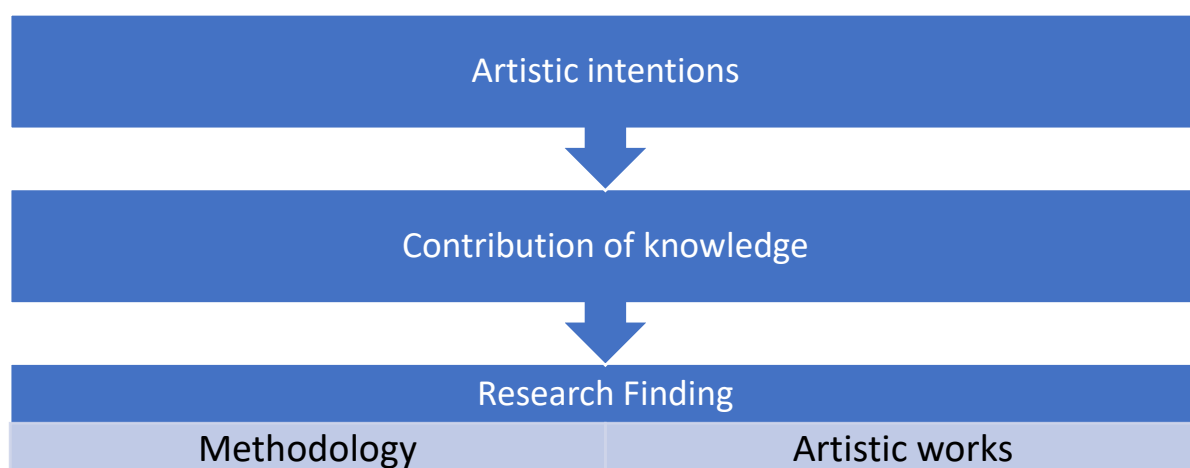 Artistic intentions
Contribution of knowledge
Research Finding
Methodology
Artistic works